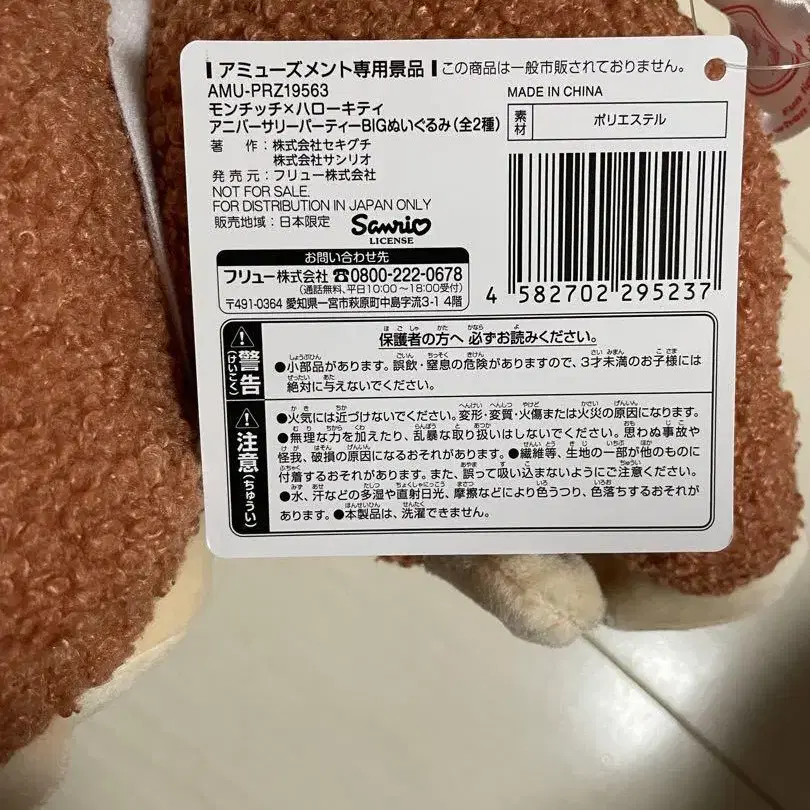 アミューズメント専用景品 この商品は一般市販されておりません。
AMU-PRZ19563
モンチッチ×ハローキティ
アニバーサリーパーティーBIGぬいぐるみ(全2種)
著 作:株式会社セキグチ
株式会社サンリオ
発売元:フリュー株式会社
NOT FOR SALE.
FOR DISTRIBUTION IN JAPAN ONLY
販売地域:日本限定
Sanrio
LICENSE
MADE IN CHINA
素材 ポリエステル
4 582702 295237
お問い合わせ先
フリュー株式会社 ☎0800-222-0678
(通話無料、平日10:00~18:00受付)
〒491-0364 愛知県一宮市萩原町中島字流3-1 4階
警告(けいこく)
保護者の方へ 必ずお読みください。
●小部品があります。誤飲・窒息の危険がありますので、3才未満のお子様には
絶対に与えないでください。
注意(ちゅうい)
●火気には近づけないでください。変形・変質・火傷または火災の原因になります。
●無理な力を加えたり、乱暴な取り扱いはしないでください。思わぬ事故や
怪我、破損の原因になるおそれがあります。●繊維等、生地の一部が他のものに
付着するおそれがあります。また、誤って吸い込まないようにご注意ください。
●水、汗などの多湿や直射日光、摩擦などにより色うつり、色落ちするおそれが
あります。●本製品は、洗濯できません。